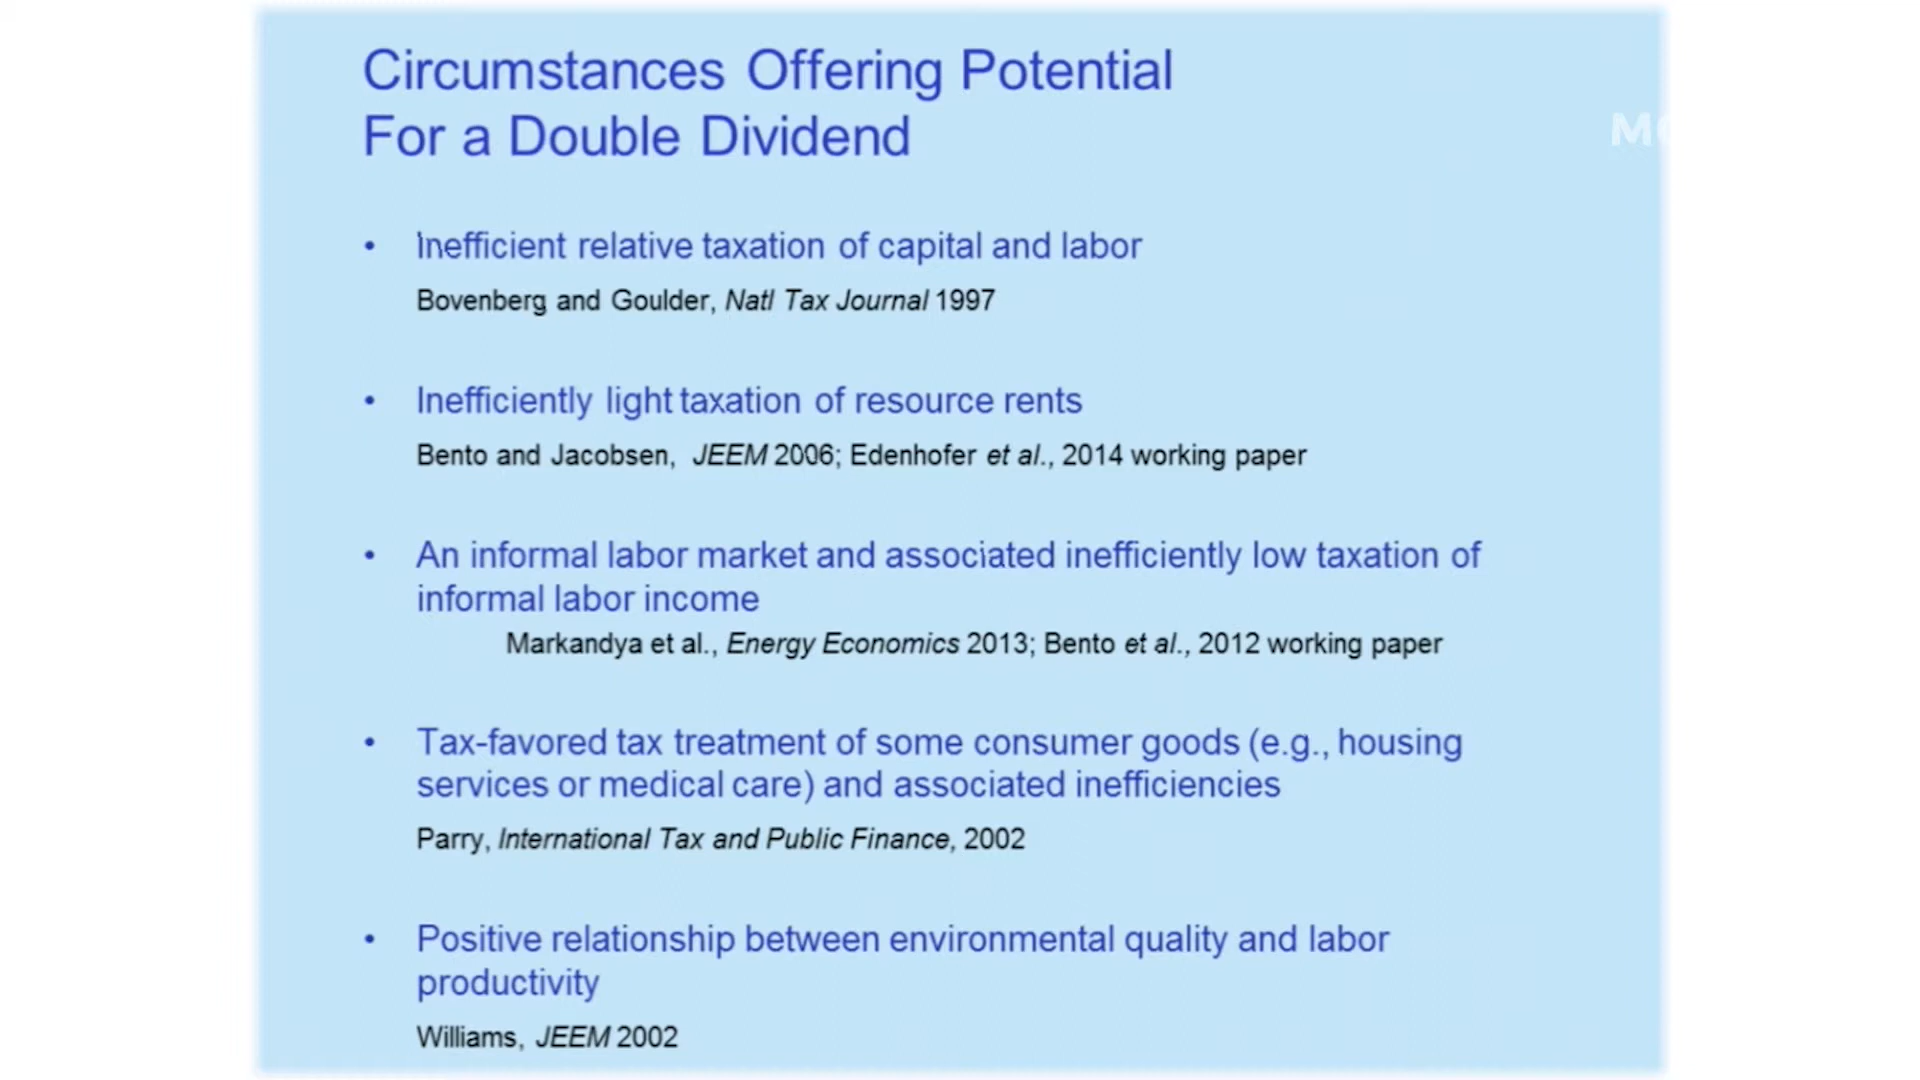 Circumstances Offering Potential
For a Double Dividend
• Inefficient relative taxation of capital and labor
Bovenberg and Goulder, Natl Tax Journal 1997
• Inefficiently light taxation of resource rents
Bento and Jacobsen, JEEM 2006; Edenhofer et al., 2014 working paper
• An informal labor market and associated inefficiently low taxation of
informal labor income
Markandya et al., Energy Economics 2013; Bento et al., 2012 working paper
• Tax-favored tax treatment of some consumer goods (e.g., housing
services or medical care) and associated inefficiencies
Parry, International Tax and Public Finance, 2002
• Positive relationship between environmental quality and labor
productivity
Williams, JEEM 2002